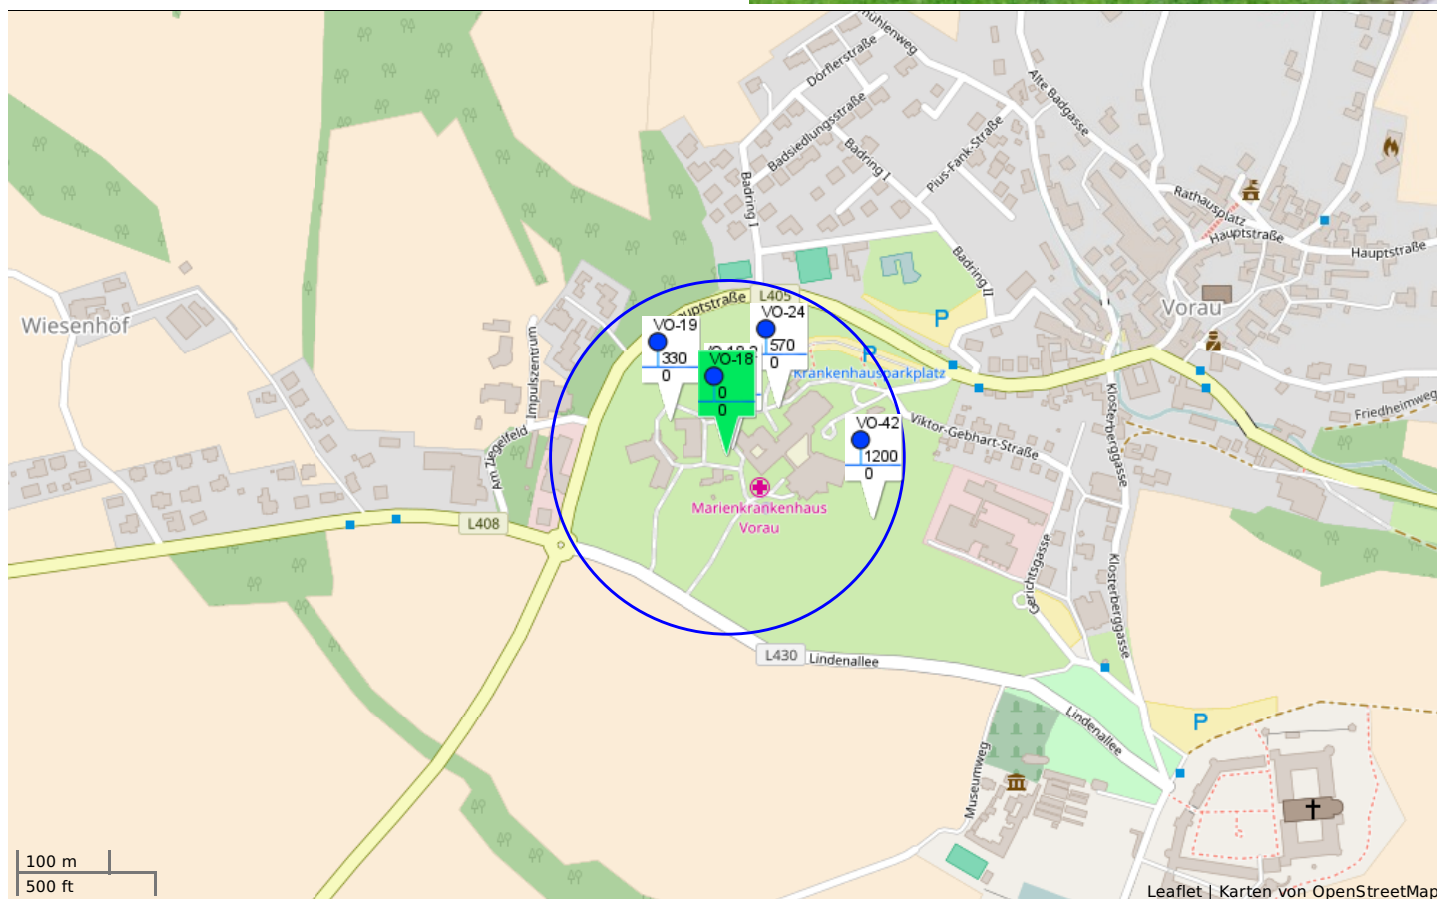 mühlenweg
Dörflerstraße
Alte Badgasse
Badsiedlungsstraße
Badring I
Pius-Fank-Straße
Badring I
Rathausplatz
Hauptstraße
Hauptstraße
Badring II
Wiesenhöf
Impulszentrum
uptstraße
L405
P
Vorau
VO-19
330
0
VO-24
570
0
VO-18
0
0
P
Krankenhausparkplatz
VO-42
1200
0
Viktor-Gebhart-Straße
Klosterberggasse
Friedheimweg
Am Ziegelfeld
Marienkrankenhaus
Vorau
L408
Gerichtsgasse
Klosterberggasse
L430
Lindenallee
Lindenallee
P
Museumweg
100 m
500 ft
Leaflet | Karten von OpenStreetMap